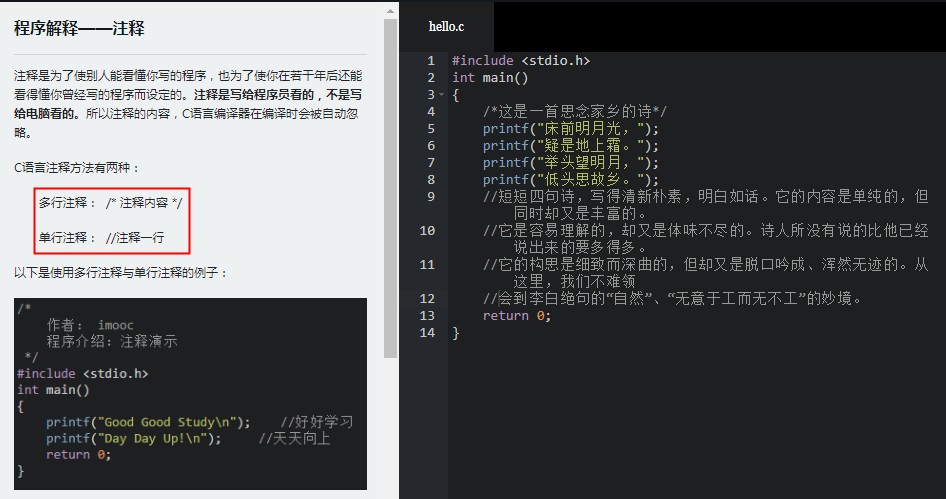 程序解释——注释
注释是为了使别人能看懂你写的程序，也为了使你在若干年后还能
看得懂你曾经写的程序而设定的。注释是写给程序员看的，不是写
给电脑看的。所以注释的内容，C语言编译器在编译时会被自动忽
略。
C语言注释方法有两种：
多行注释： /* 注释内容 */
单行注释： //注释一行
以下是使用多行注释与单行注释的例子：
/*
作者： imooc
程序介绍：注释演示
*/
#include <stdio.h>
int main()
{
printf("Good Good Study\n"); //好好学习
printf("Day Day Up!\n"); //天天向上
return 0;
}
hello.c
1 #include <stdio.h>
2 int main()
3 {
4 /*这是一首思念家乡的诗*/
5 printf("床前明月光，");
6 printf("疑是地上霜。");
7 printf("举头望明月，");
8 printf("低头思故乡。");
9 //短短四句诗，写得清新朴素，明白如话。它的内容是单纯的，但
同时却又是丰富的。
10 //它是容易理解的，却又是体味不尽的。诗人所没有说的比他已经
说出来的要多得多。
11 //它的构思是细致而深曲的，但却又是脱口吟成、浑然无迹的。从
这里，我们不难领
12 //会到李白绝句的“自然”、“无意于工而无不工”的妙境。
13 return 0;
14 }